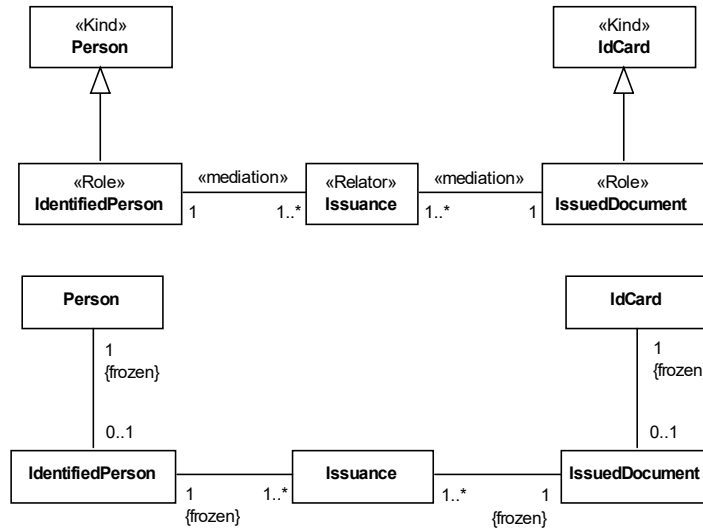 «Kind»
Person
«Kind»
IdCard
«Role»
IdentifiedPerson
«mediation»
1
1..*
«Relator»
Issuance
«mediation»
1..*
1
«Role»
IssuedDocument
Person
IdCard
1
{frozen}
0..1
1
{frozen}
0..1
IdentifiedPerson
1
{frozen}
1..*
Issuance
1..*
1
{frozen}
IssuedDocument